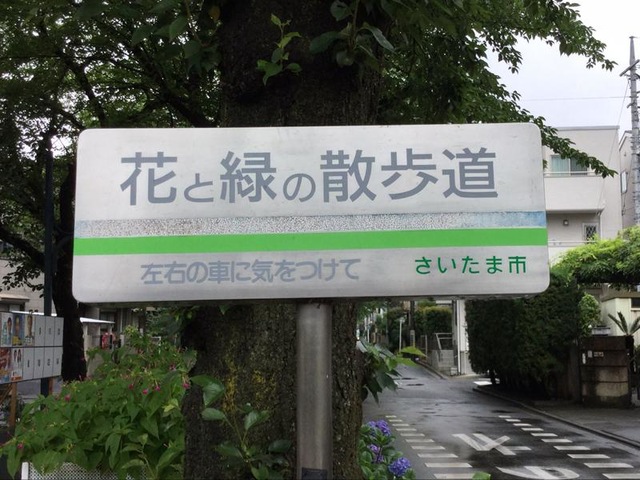 花と緑の散歩道
左右の車に気をつけて
さいたま市